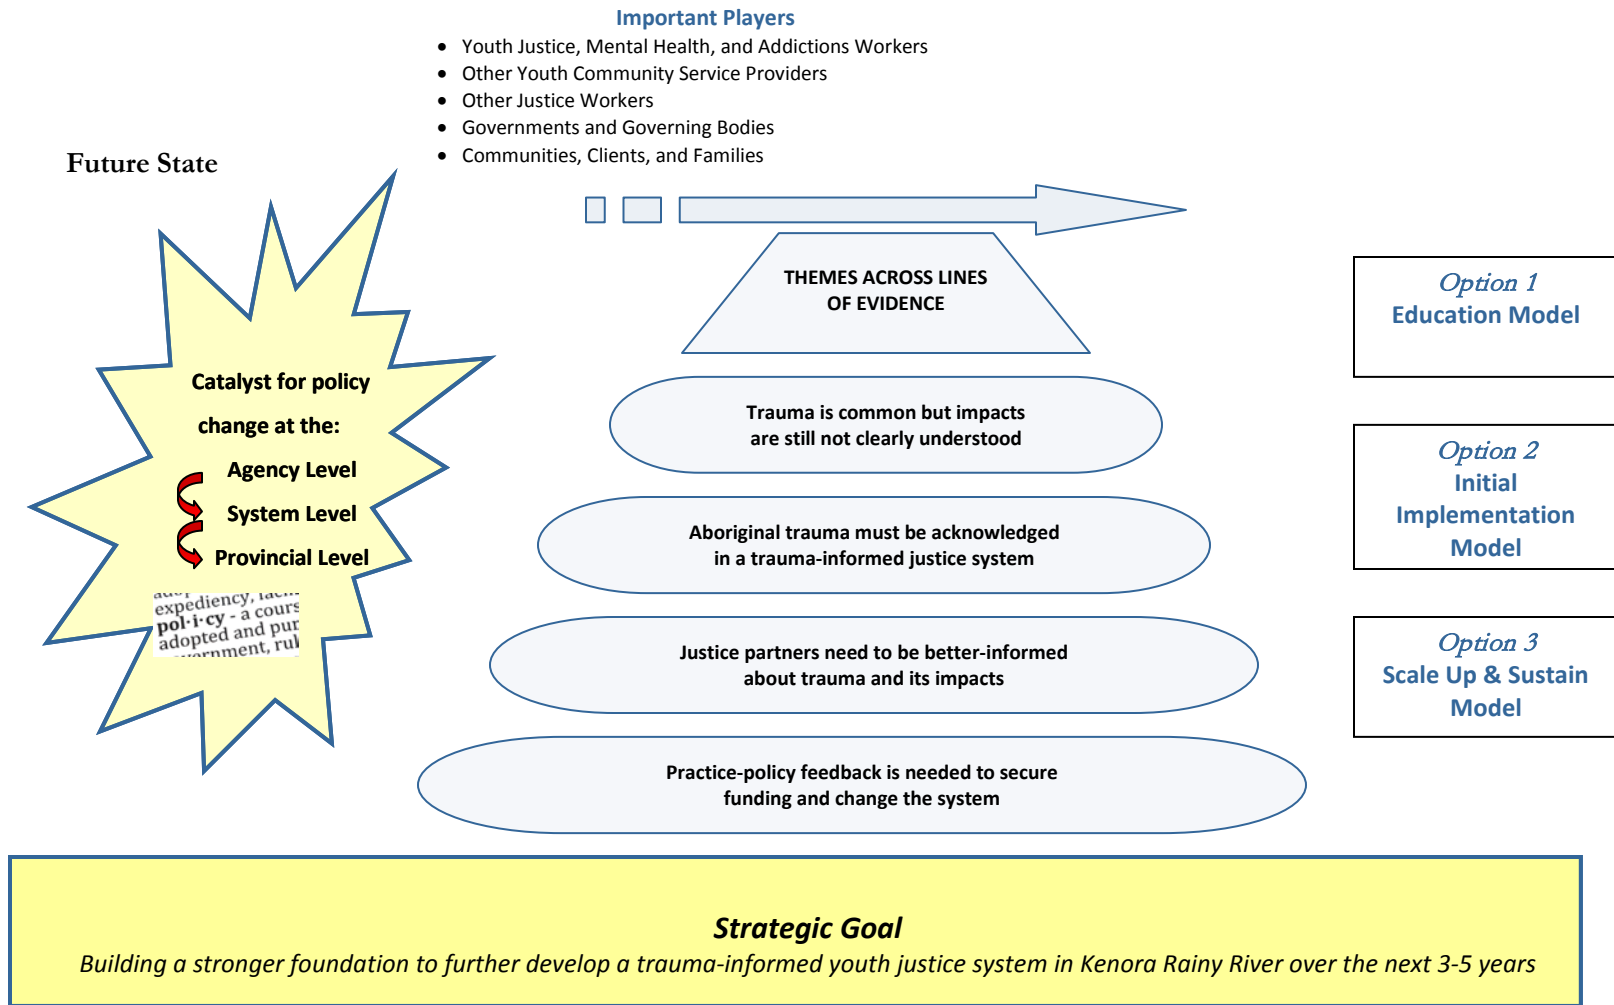 Important Players
• Youth Justice, Mental Health, and Addictions Workers
• Other Youth Community Service Providers
• Other Justice Workers
• Governments and Governing Bodies
• Communities, Clients, and Families
Future State
Catalyst for policy
change at the:
Agency Level
System Level
Provincial Level
expediency,
pol·i·cy - a cours
adopted and pur
ernment, rul
THEMES ACROSS LINES
OF EVIDENCE
Trauma is common but impacts
are still not clearly understood
Aboriginal trauma must be acknowledged
in a trauma-informed justice system
Justice partners need to be better-informed
about trauma and its impacts
Practice-policy feedback is needed to secure
funding and change the system
Option 1
Education Model
Option 2
Initial
Implementation
Model
Option 3
Scale Up & Sustain
Model
Strategic Goal
Building a stronger foundation to further develop a trauma-informed youth justice system in Kenora Rainy River over the next 3-5 years